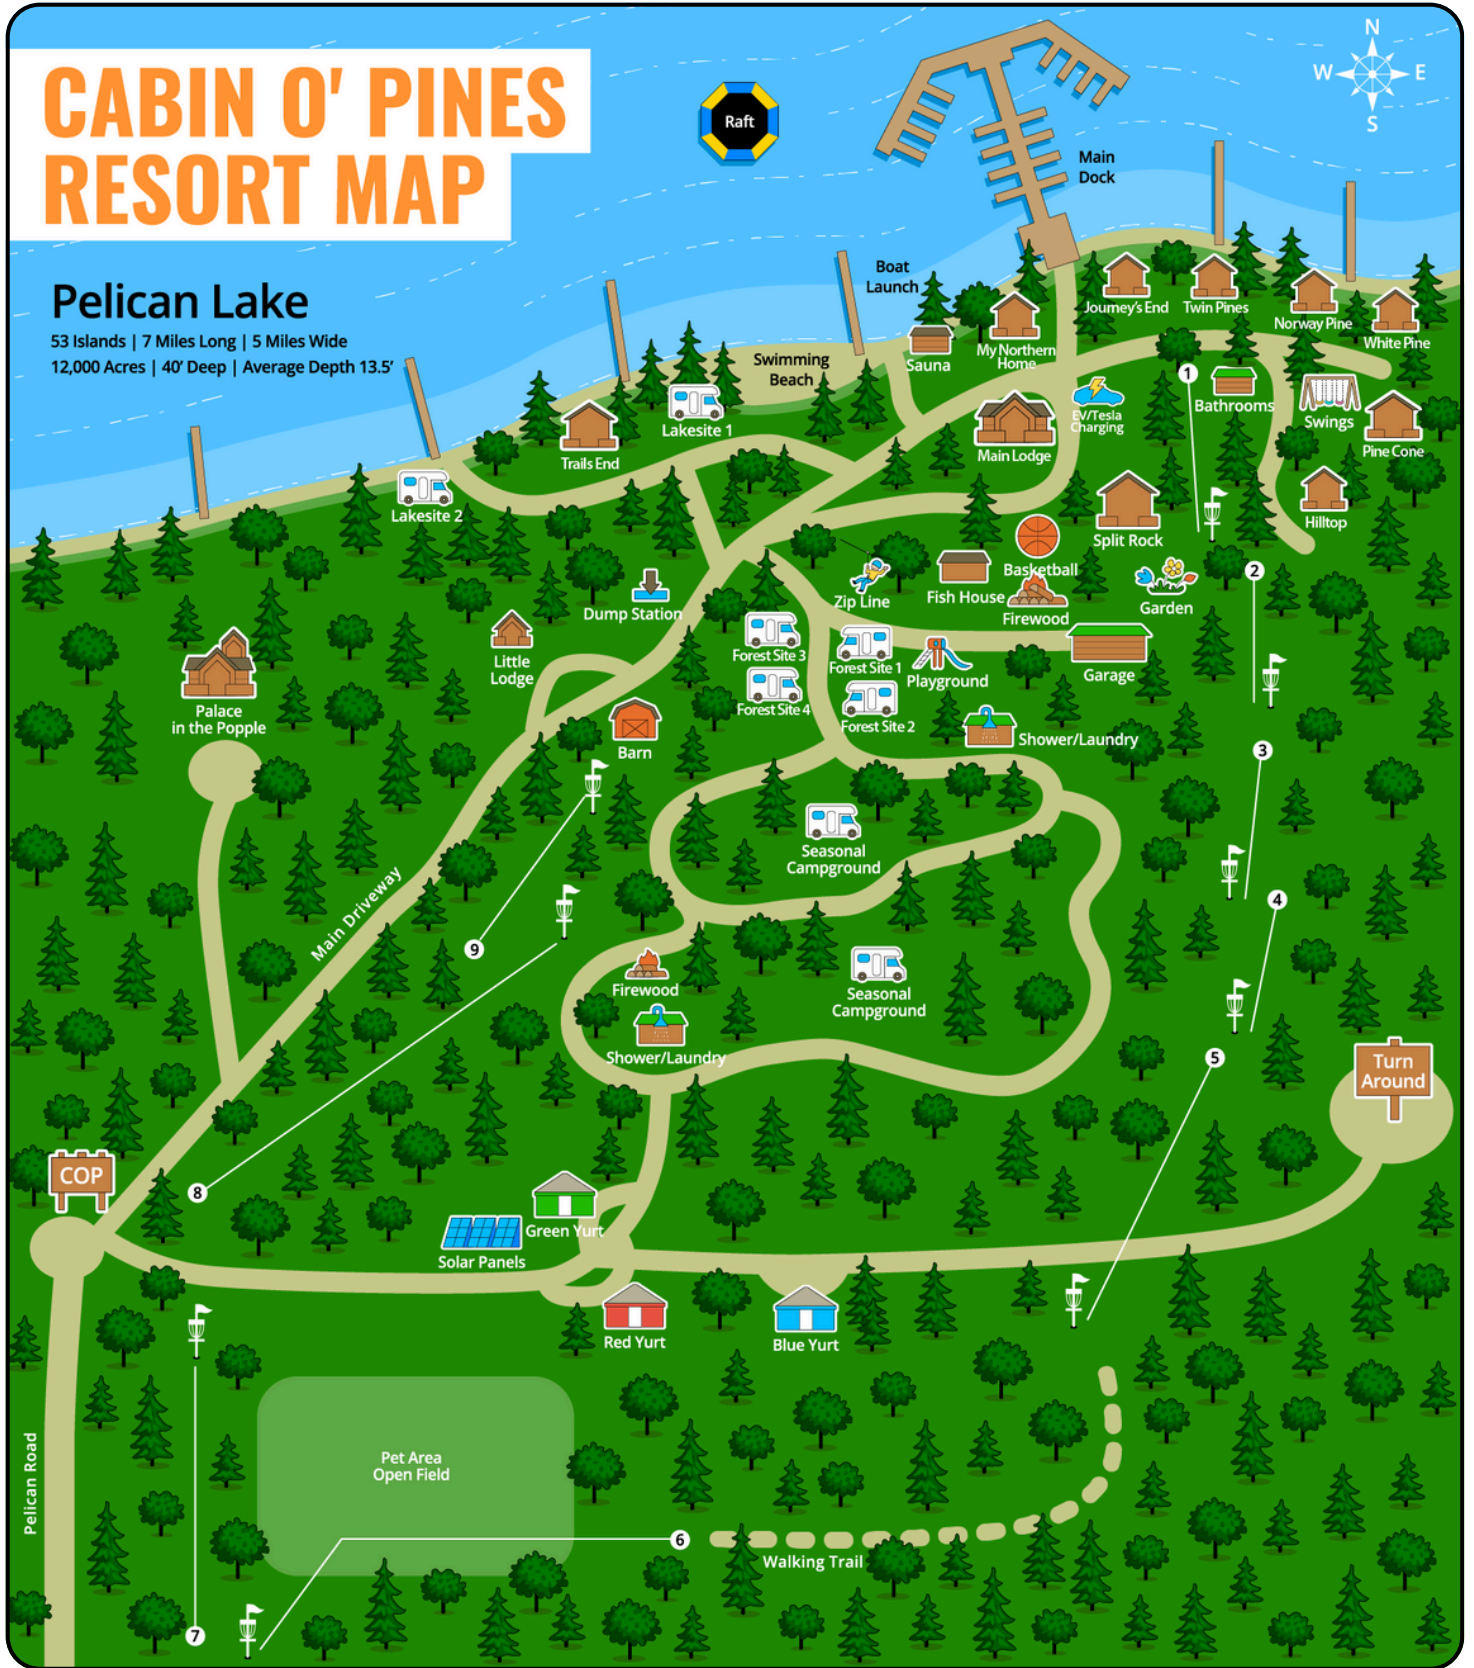 CABIN O' PINES
RESORT MAP
Pelican Lake
53 Islands | 7 Miles Long | 5 Miles Wide
12,000 Acres | 40' Deep | Average Depth 13.5'
Raft
N
W
E
S
Main
Dock
Boat
Launch
Swimming
Beach
Sauna
My Northern
Home
Journey's End
Twin Pines
Norway Pine
White Pine
Lakesite 1
Trails End
Lakesite 2
Main Lodge
EV/Tesla
Charging
1
Bathrooms
Swings
Pine Cone
Hilltop
Split Rock
Basketball
Fish House
Firewood
Zip Line
Garden
2
Dump Station
Little
Lodge
Palace
in the Popple
Forest Site 3
Forest Site 1
Forest Site 4
Forest Site 2
Playground
Garage
Shower/Laundry
Barn
3
Seasonal
Campground
Main Driveway
9
4
Firewood
Seasonal
Campground
Shower/Laundry
5
Turn
Around
COP
8
Green Yurt
Solar Panels
Red Yurt
Blue Yurt
Pet Area
Open Field
Pelican Road
6
Walking Trail
7